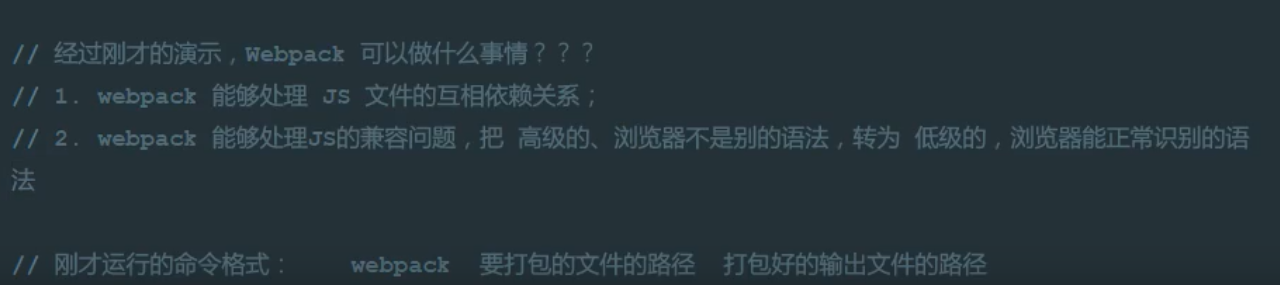 // 经过刚才的演示，Webpack 可以做什么事情？？？
// 1. webpack 能够处理 JS 文件的互相依赖关系；
// 2. webpack 能够处理JS的兼容问题，把 高级的、浏览器不是别的语法，转为 低级的，浏览器能正常识别的语
法
// 刚才运行的命令格式：    webpack  要打包的文件的路径  打包好的输出文件的路径